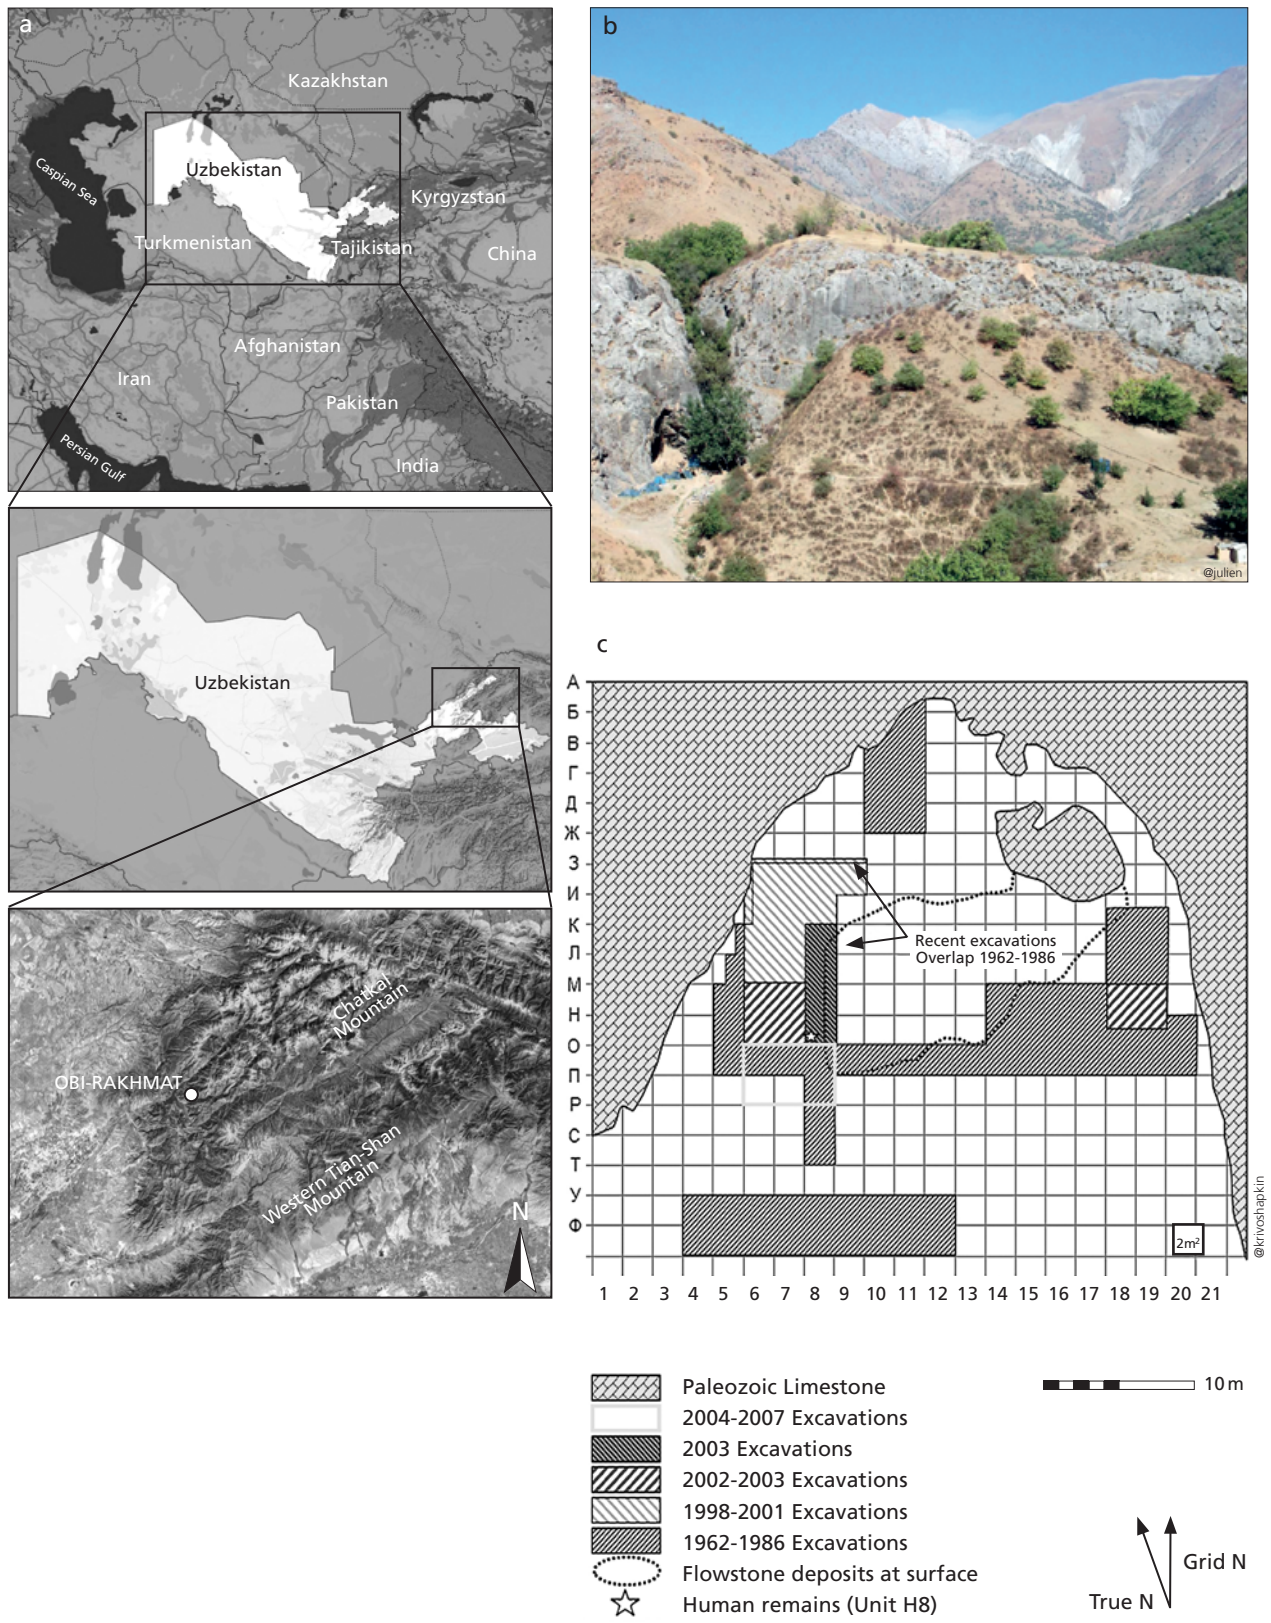 a
Kazakhstan
Caspian Sea
Uzbekistan
Kyrgyzstan
Turkmenistan
Tajikistan
China
Afghanistan
Iran
Pakistan
Persian Gulf
India
Uzbekistan
Chatkal
Mountain
OBI-RAKHMAT
Western Tian-Shan
Mountain
N
b
@julien
c
А
Б
В
Г
Д
Ж
З
И
К
Л
М
Н
О
П
Р
С
Т
У
Ф
Recent excavations
Overlap 1962-1986
2m²
@krivoshapkin
1 2 3 4 5 6 7 8 9 10 11 12 13 14 15 16 17 18 19 20 21
Paleozoic Limestone
2004-2007 Excavations
2003 Excavations
2002-2003 Excavations
1998-2001 Excavations
1962-1986 Excavations
Flowstone deposits at surface
Human remains (Unit H8)
10 m
Grid N
True N